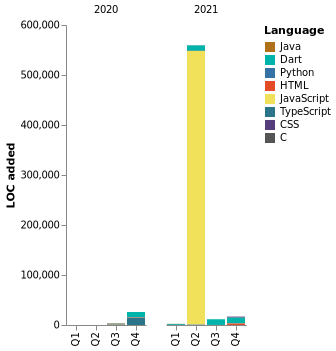 2020
2021
600,000
500,000
400,000
300,000
200,000
100,000
0
LOC added
Q1
Q2
Q3
Q4
Q1
Q2
Q3
Q4
Language
Java
Dart
Python
HTML
JavaScript
TypeScript
CSS
C